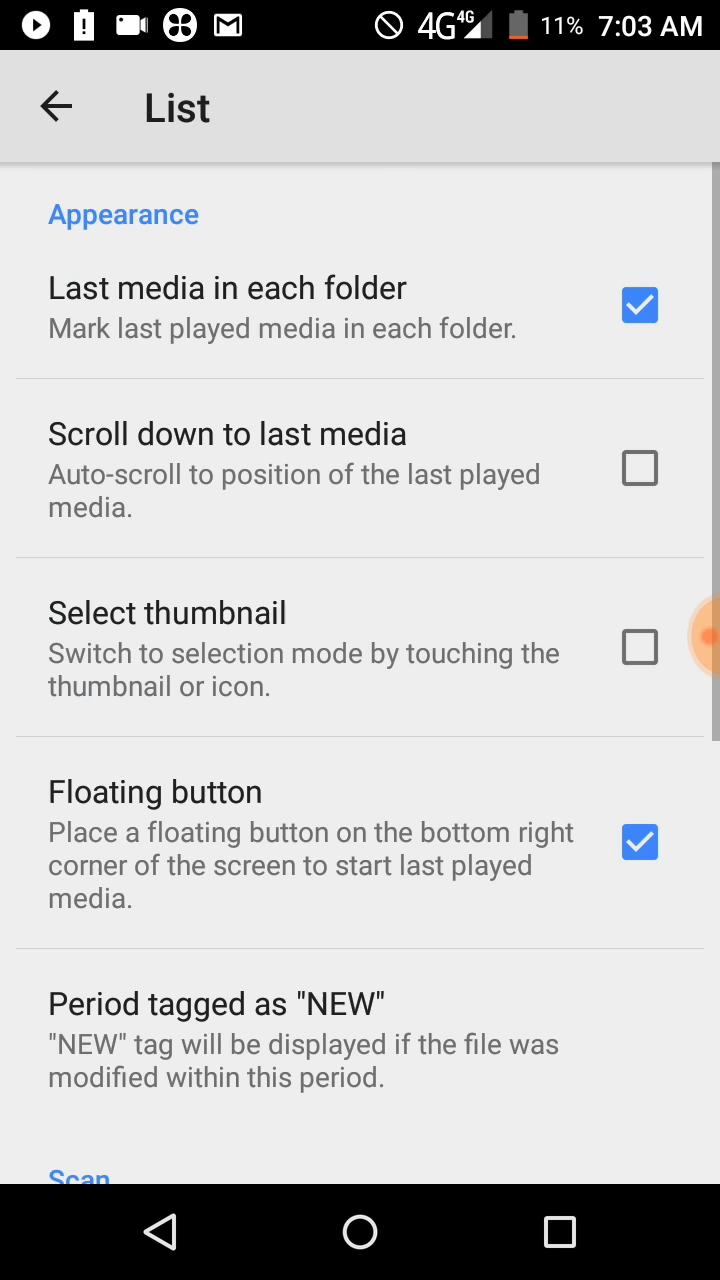 4G 4G 11% 7:03 AM
List
Appearance
Last media in each folder
Mark last played media in each folder.
Scroll down to last media
Auto-scroll to position of the last played
media.
Select thumbnail
Switch to selection mode by touching the
thumbnail or icon.
Floating button
Place a floating button on the bottom right
corner of the screen to start last played
media.
Period tagged as "NEW"
"NEW" tag will be displayed if the file was
modified within this period.
Scan